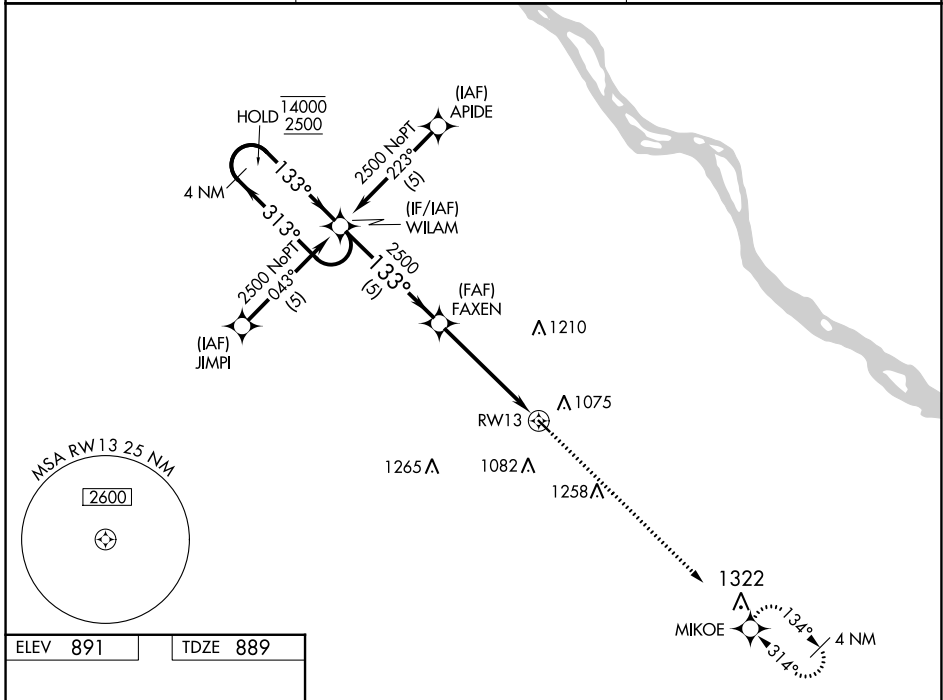 (IAF)
APIDE
HOLD 14000
2500
2500 NoPT
223°
(5)
133°
4 NM
313°
(IF/IAF)
WILAM
2500 NoPT
043°
(5)
2500
133°
(5)
(FAF)
FAXEN
(IAF)
JIMPI
1210
1075
RW13
1265
1082
1258
MSA RW13 25 NM
2600
1322
MIKOE
134°
4 NM
314°
ELEV 891
TDZE 889